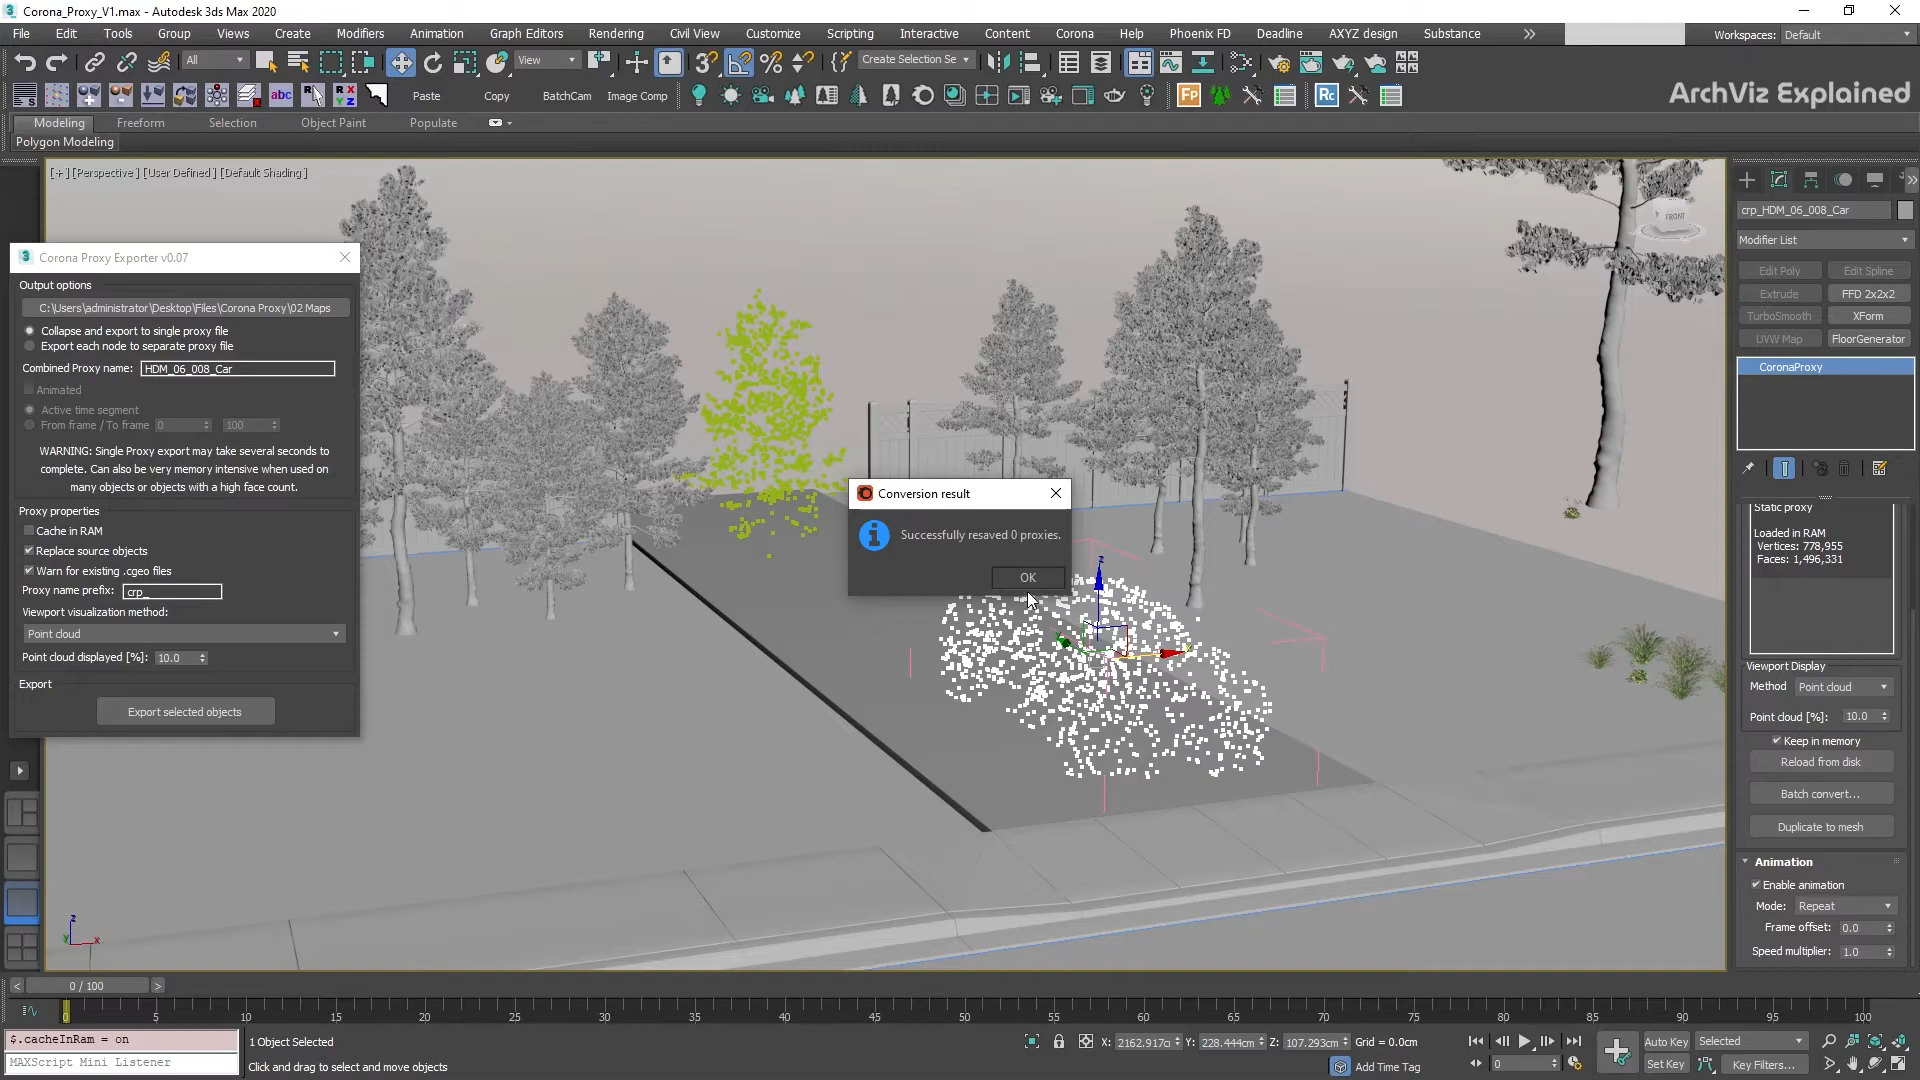 Corona_Proxy_V1.max - Autodesk 3ds Max 2020
File Edit Tools Group Views Create Modifiers Animation Graph Editors Rendering Civil View Customize Scripting Interactive Content Corona Help Phoenix FD Deadline AXYZ design Substance Workspaces: Default
All View Create Selection Se
abc Paste Copy BatchCam Image Comp Fp Rc ArchViz Explained
Modeling Freeform Selection Object Paint Populate
Polygon Modeling
[+] [Perspective] [User Defined] [Default Shading]
FRONT
Corona Proxy Exporter v0.07
Output options
C:\Users\administrator\Desktop\Files\Corona Proxy\02 Maps
Collapse and export to single proxy file
Export each node to separate proxy file
Combined Proxy name: HDM_06_008_Car
Animated
Active time segment
From frame / To frame 0 100
WARNING: Single Proxy export may take several seconds to
complete. Can also be very memory intensive when used on
many objects or objects with a high face count.
Proxy properties
Cache in RAM
Replace source objects
Warn for existing .cgeo files
Proxy name prefix: crp_
Viewport visualization method:
Point cloud
Point cloud displayed [%]: 10.0
Export
Export selected objects
Conversion result
Successfully resaved 0 proxies.
OK
crp_HDM_06_008_Car
Modifier List
Edit Poly Edit Spline
Extrude FFD 2x2x2
TurboSmooth XForm
UVW Map FloorGenerator
CoronaProxy
Static proxy
Loaded in RAM
Vertices: 778,955
Faces: 1,496,331
Viewport Display
Method Point cloud
Point cloud [%]: 10.0
Keep in memory
Reload from disk
Batch convert...
Duplicate to mesh
Animation
Enable animation
Mode: Repeat
Frame offset: 0.0
Speed multiplier: 1.0
z
y x
0 / 100
0 5 10 15 20 25 30 35 40 45 50 55 60 65 70 75 80 85 90 95 100
$.cacheInRam = on
MAXScript Mini Listener
1 Object Selected
Click and drag to select and move objects
X: 2162.917c Y: 228.444cm Z: 107.293cm Grid = 0.0cm
Add Time Tag
0
Auto Key Selected
Set Key Key Filters...